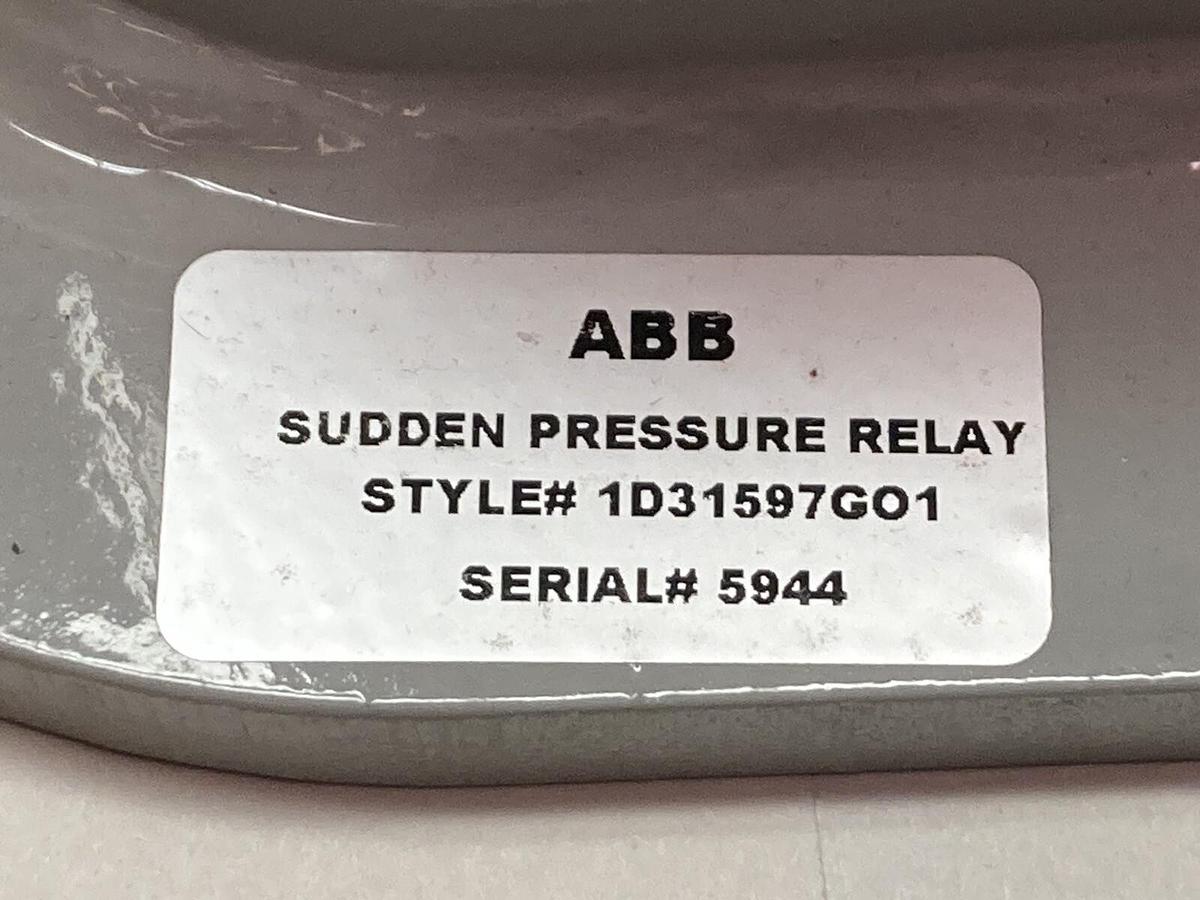 ABB
SUDDEN PRESSURE RELAY
STYLE# 1D31597GO1
SERIAL# 5944